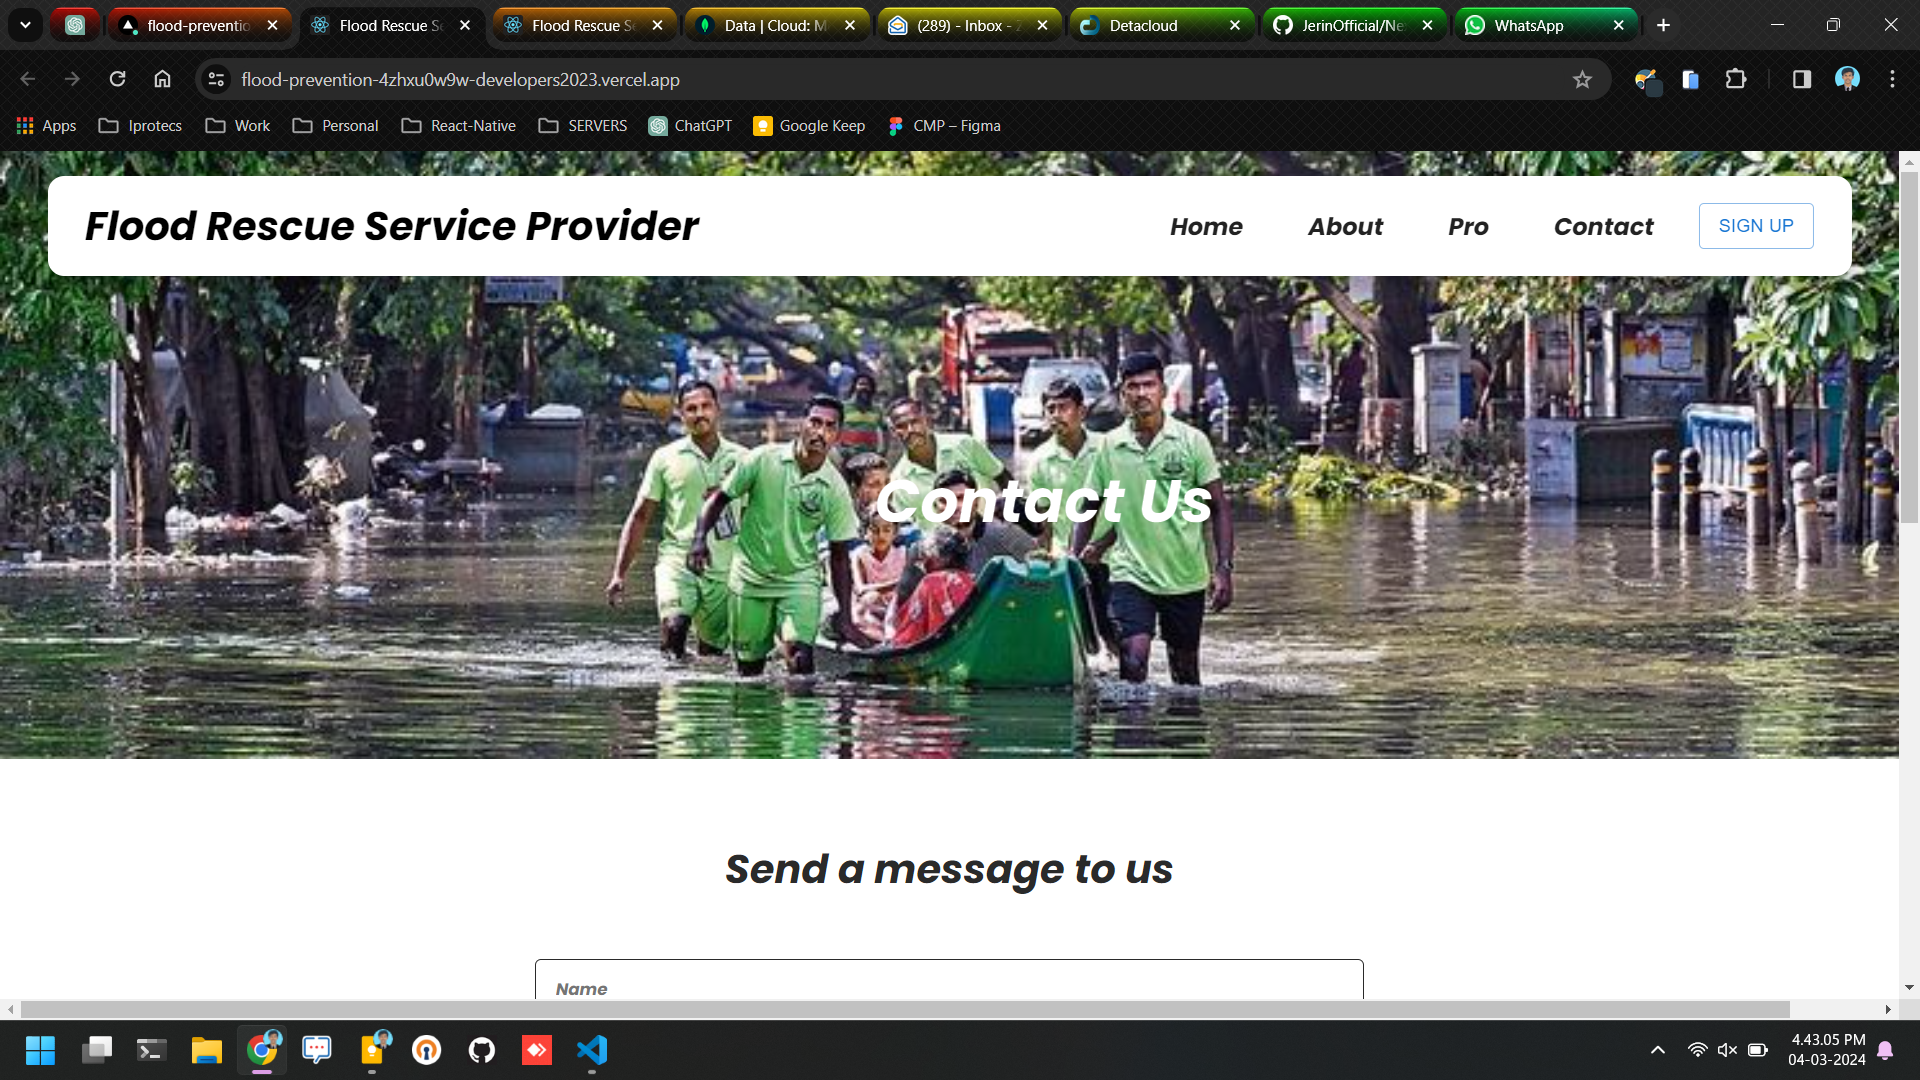 flood-preventio
Flood Rescue Se
Flood Rescue Se
Data | Cloud: M
(289) - Inbox - Z
Detacloud
JerinOfficial/Ne
WhatsApp
flood-prevention-4zhxu0w9w-developers2023.vercel.app
Apps
Iprotecs
Work
Personal
React-Native
SERVERS
ChatGPT
Google Keep
CMP – Figma
Flood Rescue Service Provider
Home
About
Pro
Contact
SIGN UP
Contact Us
Send a message to us
Name
4.43.05 PM
04-03-2024